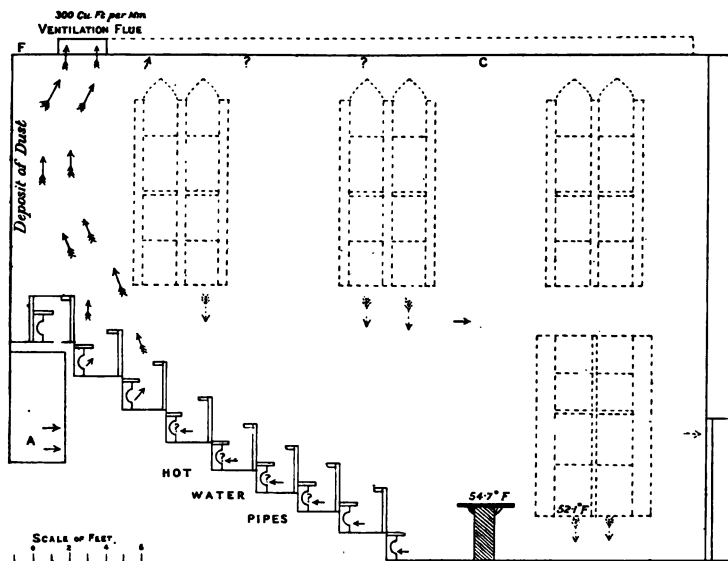 300 Cu. Ft per Min
VENTILATION FLUE
F
?
?
C
Deposit of Dust
A
?
?
?
?
HOT
WATER
PIPES
54·7° F
52·1° F
SCALE OF FEET.
0 2 4 6